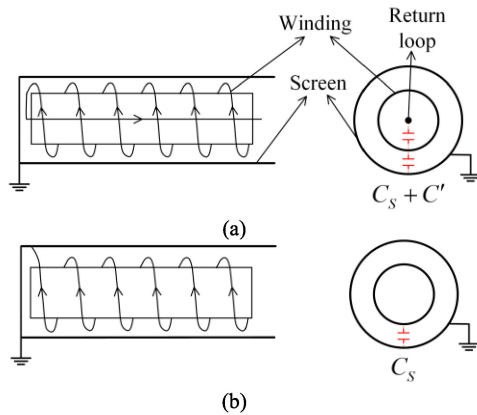 Winding
Return
loop
Screen
C_S + C′
(a)
C_S
(b)